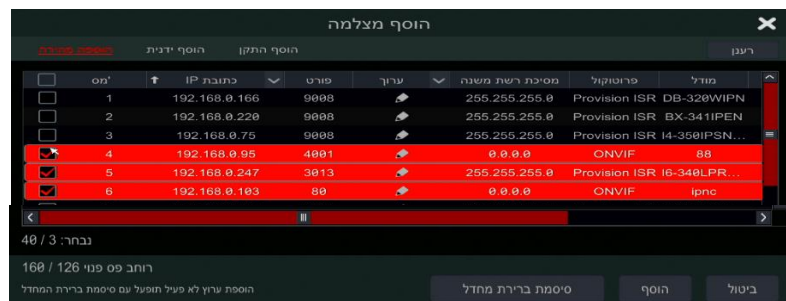 הוסף מצלמה
הוספה מהירה הוסף ידנית הוסף התקן רענן
מס' כתובת IP פורט ערוך מסיכת רשת משנה פרוטוקול מודל
1 192.168.0.166 9008 255.255.255.0 Provision ISR DB-320WIPN
2 192.168.0.220 9008 255.255.255.0 Provision ISR BX-341IPEN
3 192.168.0.75 9008 255.255.255.0 Provision ISR I4-350IPSN...
4 192.168.0.95 4001 0.0.0.0 ONVIF 88
5 192.168.0.247 3013 255.255.255.0 Provision ISR I6-340LPR...
6 192.168.0.103 80 0.0.0.0 ONVIF ipnc
נבחר: 3 / 40
רוחב פס פנוי 126 / 160
הוספת ערוץ לא פעיל תופעל עם סיסמת ברירת המחדל
סיסמת ברירת מחדל הוסף ביטול